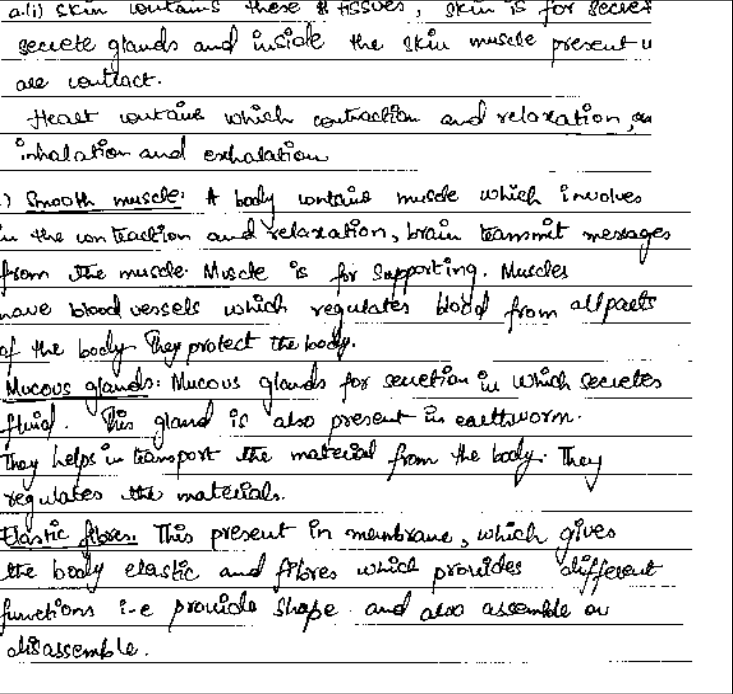 a.(i) Skin contains these tissues, skin is for secret
secrete glands and inside the skin muscle present
are contract.
Heart contains which contraction and relaxation, an
inhalation and exhalation
) Smooth muscle: A body contains muscle which involves
in the contraction and relaxation, brain transmit messages
from the muscle. Muscle is for supporting. Muscles
have blood vessels which regulates blood from all parts
of the body. They protect the body.
Mucous glands: Mucous glands for secretion in which secretes
fluid. This gland is also present in earthworm.
They helps in transport the material from the body. They
regulates the materials.
Elastic fibres: This present in membrane, which gives
the body elastic and fibres which provides different
functions i-e provide shape and also assemble or
disassemble.